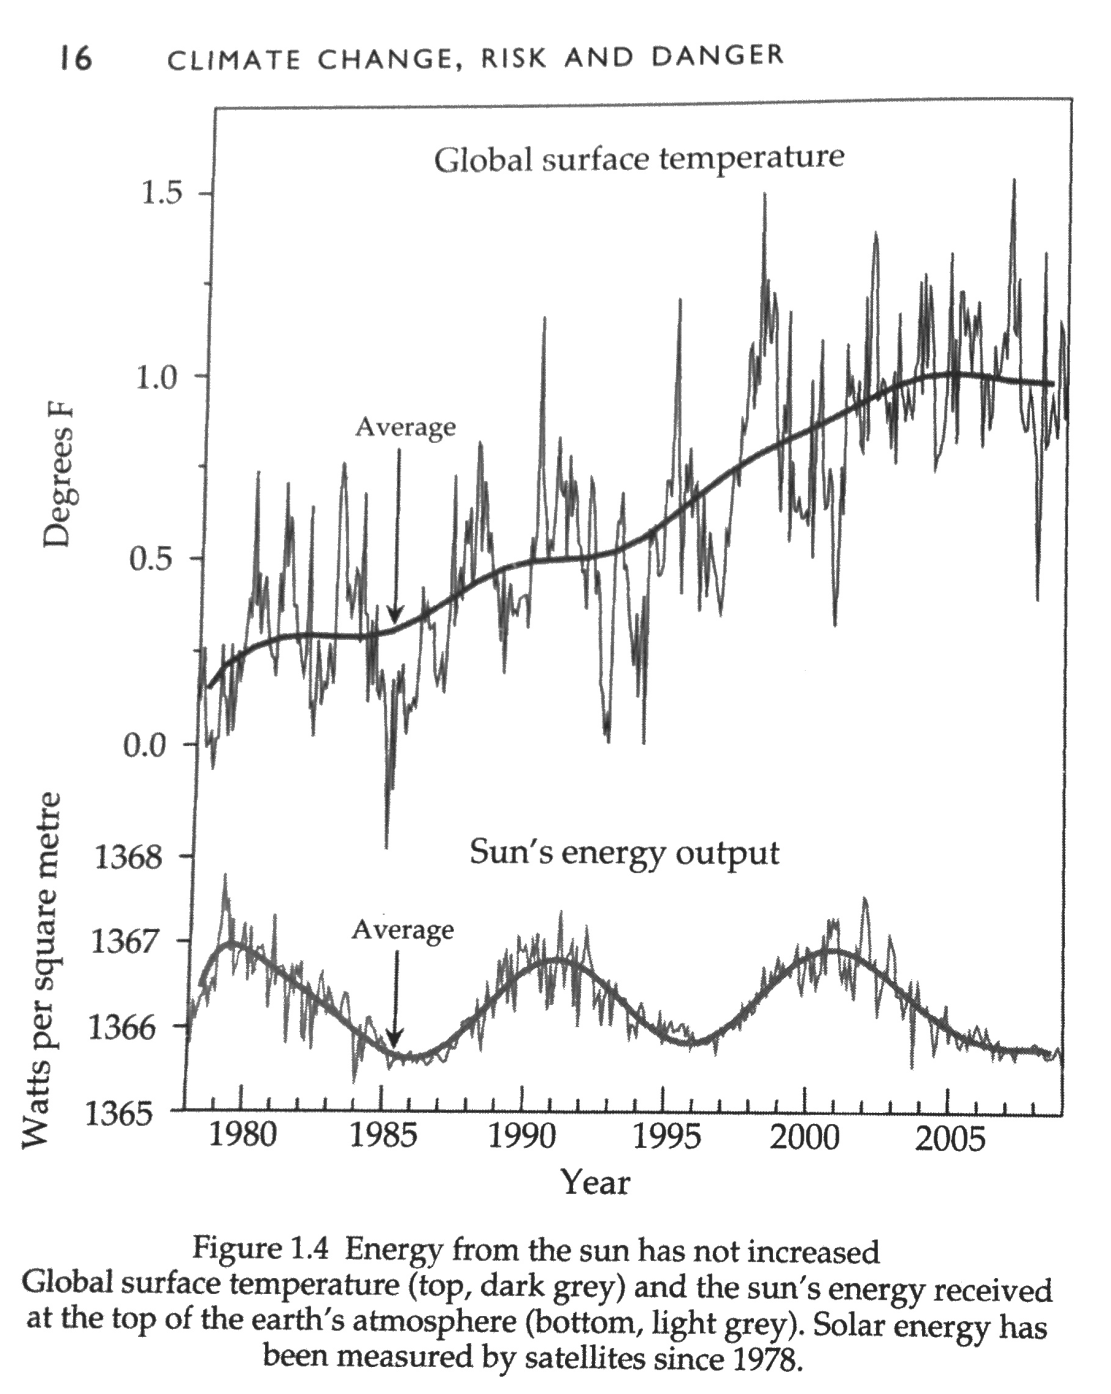 16 CLIMATE CHANGE, RISK AND DANGER
Global surface temperature
1.5
1.0
Average
Degrees F
0.5
0.0
Sun's energy output
1368
1367
Average
Watts per square metre
1366
1365
1980 1985 1990 1995 2000 2005
Year
Figure 1.4 Energy from the sun has not increased
Global surface temperature (top, dark grey) and the sun's energy received
at the top of the earth's atmosphere (bottom, light grey). Solar energy has
been measured by satellites since 1978.